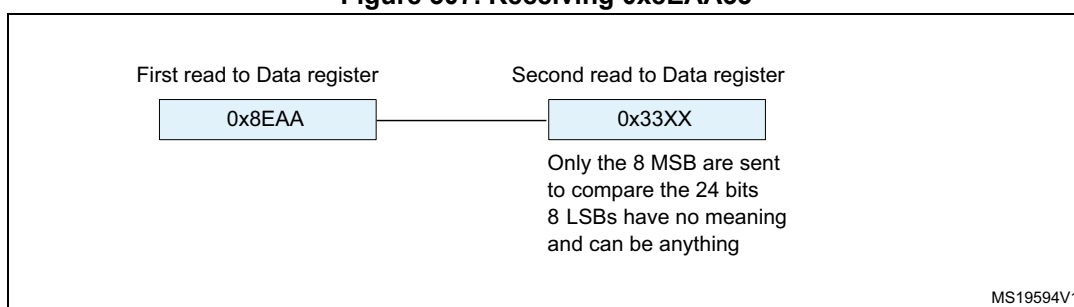 First read to Data register
Second read to Data register
0x8EAA
0x33XX
Only the 8 MSB are sent
to compare the 24 bits
8 LSBs have no meaning
and can be anything
MS19594V1